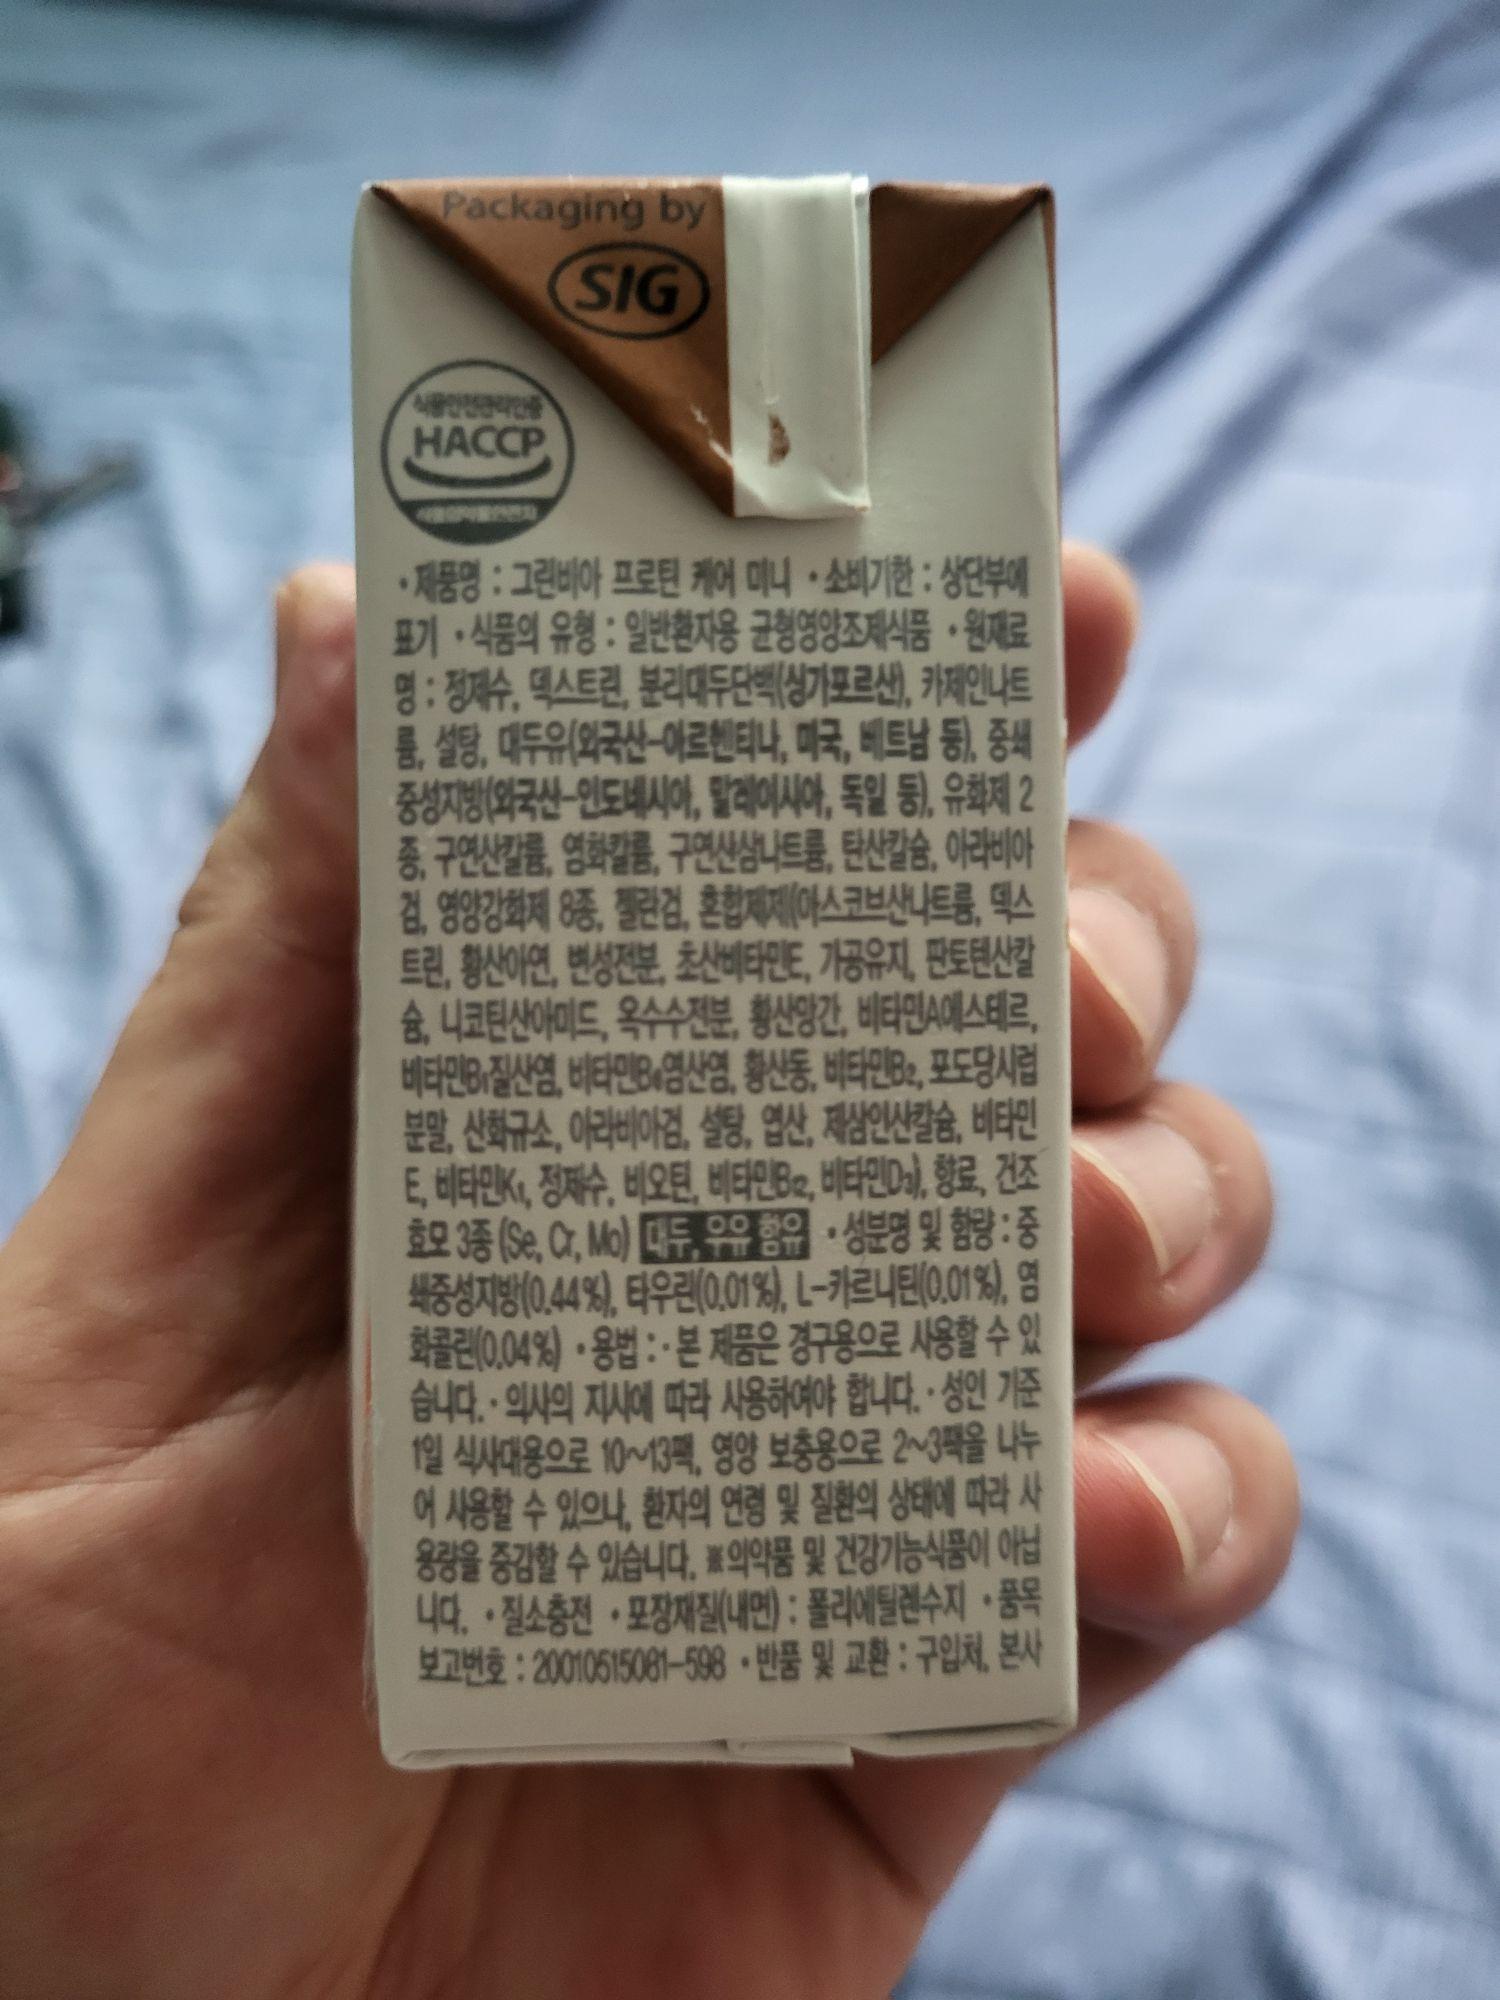 Packaging by
SIG
식품안전관리인증
HACCP
식품의약품안전처
•제품명 : 그린비아 프로틴 케어 미니 •소비기한 : 상단부에
표기 •식품의 유형 : 일반환자용 균형영양조제식품 •원재료
명 : 정제수, 덱스트린, 분리대두단백(싱가포르산), 카제인나트
륨, 설탕, 대두유(외국산-아르헨티나, 미국, 베트남 등), 중쇄
중성지방(외국산-인도네시아, 말레이시아, 독일 등), 유화제 2
종, 구연산칼륨, 염화칼륨, 구연산삼나트륨, 탄산칼슘, 아라비아
검, 영양강화제 8종, 젤란검, 혼합제제(아스코브산나트륨, 덱스
트린, 황산아연, 변성전분, 초산비타민E, 가공유지, 판토텐산칼
슘, 니코틴산아미드, 옥수수전분, 황산망간, 비타민A에스테르,
비타민B₁질산염, 비타민B₆염산염, 황산동, 비타민B₂, 포도당시럽
분말, 산화규소, 아라비아검, 설탕, 엽산, 제삼인산칼슘, 비타민
E, 비타민K₁, 정제수, 비오틴, 비타민B₁₂, 비타민D₃), 향료, 건조
효모 3종 (Se, Cr, Mo) 대두, 우유 함유 •성분명 및 함량 : 중
쇄중성지방(0.44%), 타우린(0.01%), L-카르니틴(0.01%), 염
화콜린(0.04%) •용법 :·본 제품은 경구용으로 사용할 수 있
습니다.·의사의 지시에 따라 사용하여야 합니다.·성인 기준
1일 식사대용으로 10~13팩, 영양 보충용으로 2~3팩을 나누
어 사용할 수 있으나, 환자의 연령 및 질환의 상태에 따라 사
용량을 증감할 수 있습니다. ※의약품 및 건강기능식품이 아닙
니다. •질소충전 •포장재질(내면) : 폴리에틸렌수지 •품목
보고번호 : 20010515081-598 •반품 및 교환 : 구입처, 본사